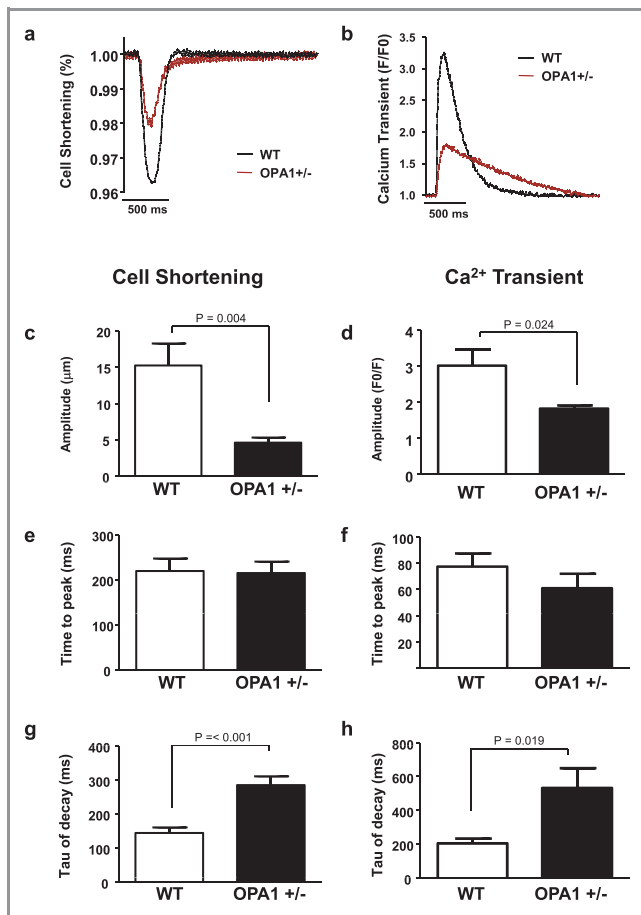 a
Cell Shortening (%)
1.00
0.99
0.98
0.97
0.96
WT
OPA1+/-
500 ms
b
Calcium Transient (F/F0)
3.0
2.5
2.0
1.5
1.0
WT
OPA1+/-
500 ms
Cell Shortening
Ca²⁺ Transient
c
P = 0.004
Amplitude (μm)
20
15
10
5
0
WT
OPA1 +/-
d
P = 0.024
Amplitude (F0/F)
4
3
2
1
0
WT
OPA1 +/-
e
Time to peak (ms)
300
200
100
0
WT
OPA1 +/-
f
Time to peak (ms)
100
80
60
40
20
WT
OPA1 +/-
g
P =< 0.001
Tau of decay (ms)
400
300
200
100
0
WT
OPA1 +/-
h
P = 0.019
Tau of decay (ms)
800
600
400
200
0
WT
OPA1 +/-